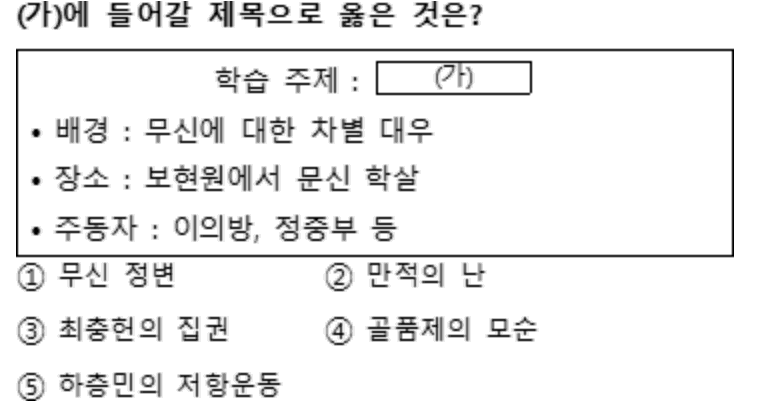 (가)에 들어갈 제목으로 옳은 것은?
학습 주제 : (가)
• 배경 : 무신에 대한 차별 대우
• 장소 : 보현원에서 문신 학살
• 주동자 : 이의방, 정중부 등
① 무신 정변 ② 만적의 난
③ 최충헌의 집권 ④ 골품제의 모순
⑤ 하층민의 저항운동